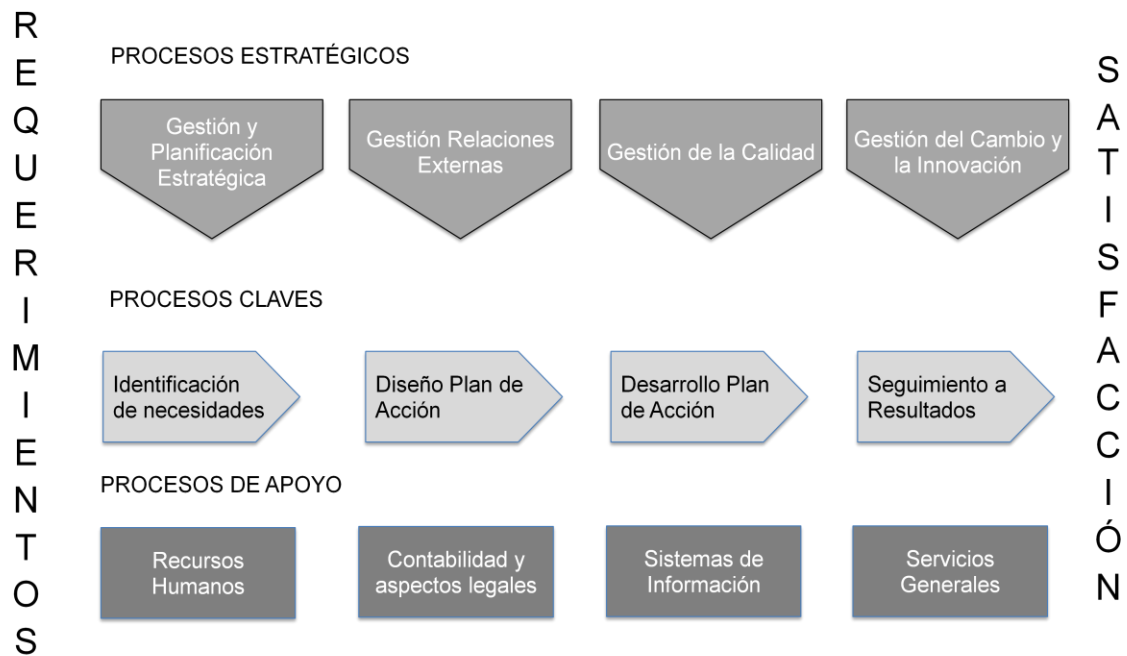 REQUERIMIENTOS
PROCESOS ESTRATÉGICOS
Gestión y
Planificación
Estratégica
Gestión Relaciones
Externas
Gestión de la Calidad
Gestión del Cambio y
la Innovación
PROCESOS CLAVES
Identificación
de necesidades
Diseño Plan de
Acción
Desarrollo Plan
de Acción
Seguimiento a
Resultados
PROCESOS DE APOYO
Recursos
Humanos
Contabilidad y
aspectos legales
Sistemas de
Información
Servicios
Generales
SATISFACCIÓN